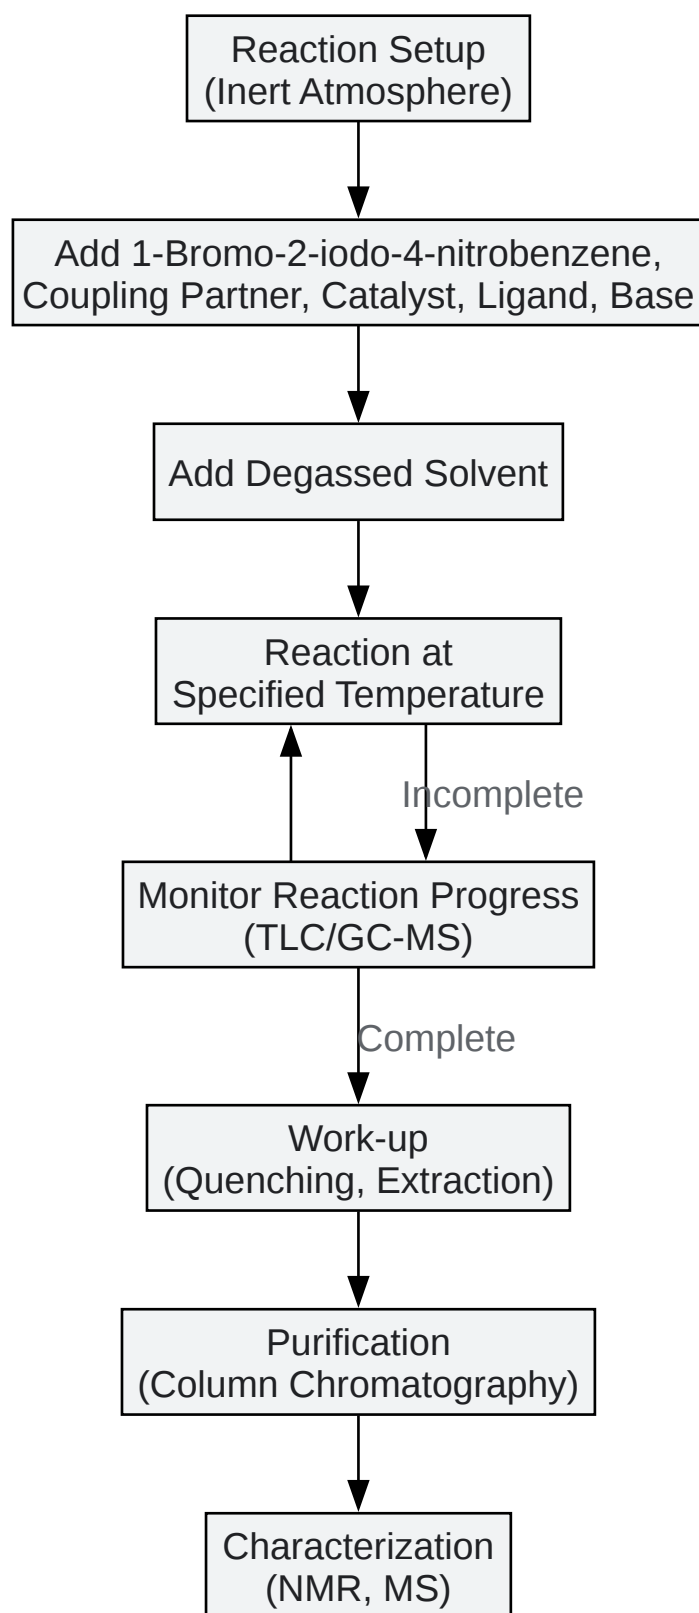 Reaction Setup
(Inert Atmosphere)
Add 1-Bromo-2-iodo-4-nitrobenzene,
Coupling Partner, Catalyst, Ligand, Base
Add Degassed Solvent
Reaction at
Specified Temperature
Incomplete
Monitor Reaction Progress
(TLC/GC-MS)
Complete
Work-up
(Quenching, Extraction)
Purification
(Column Chromatography)
Characterization
(NMR, MS)